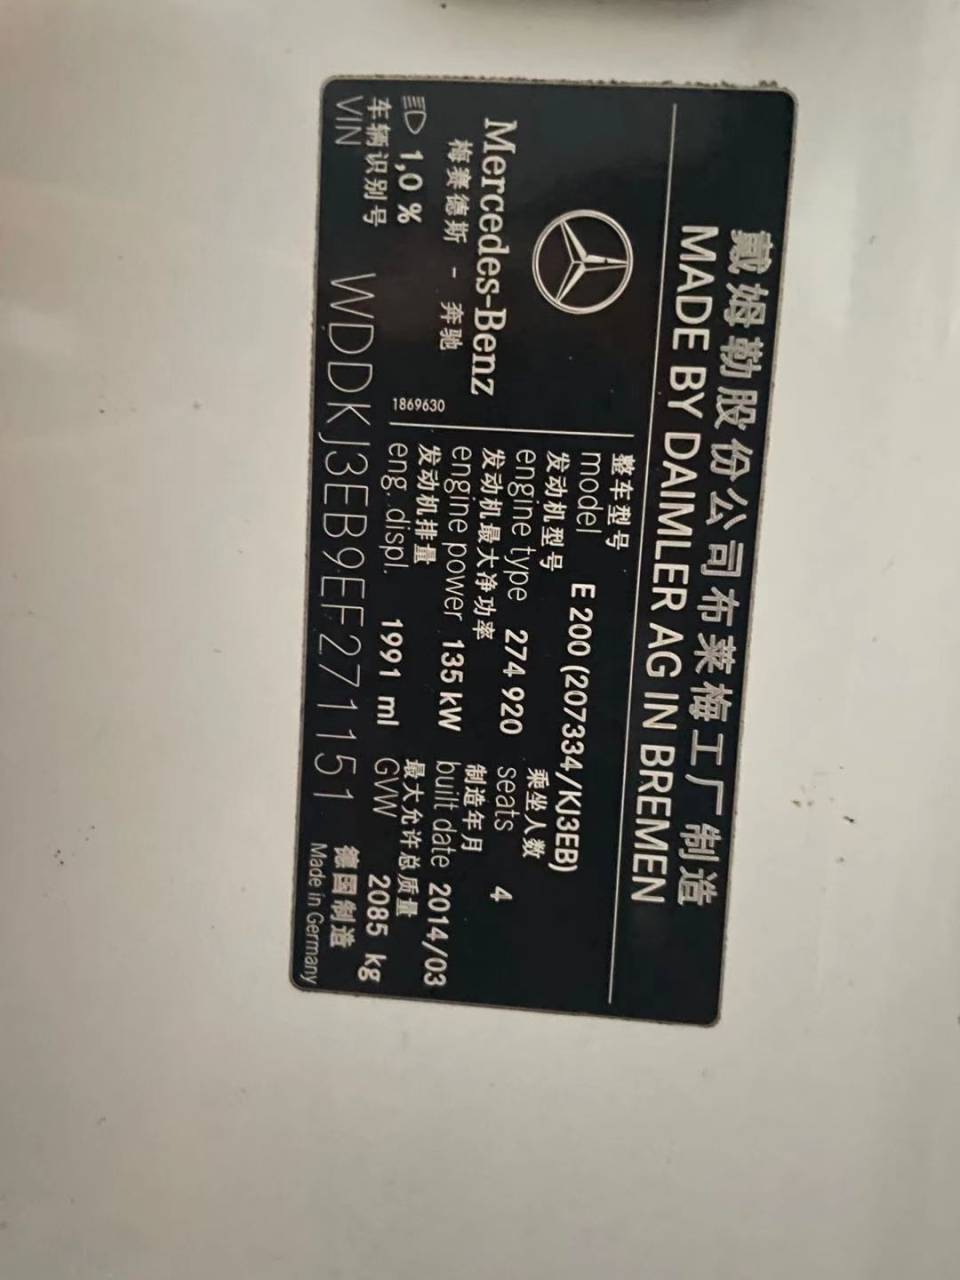 戴姆勒股份公司布莱梅工厂制造
MADE BY DAIMLER AG IN BREMEN
Mercedes-Benz
梅赛德斯 - 奔驰
1,0 %
1869630
整车型号
model E 200 (207334/KJ3EB)
发动机型号 乘坐人数
engine type 274 920 seats 4
发动机最大净功率 制造年月
engine power 135 kW built date 2014/03
发动机排量 最大允许总质量
eng. displ. 1991 ml GVW 2085 kg
车辆识别号 德国制造
VIN WDDKJ3EB9EF271151 Made in Germany